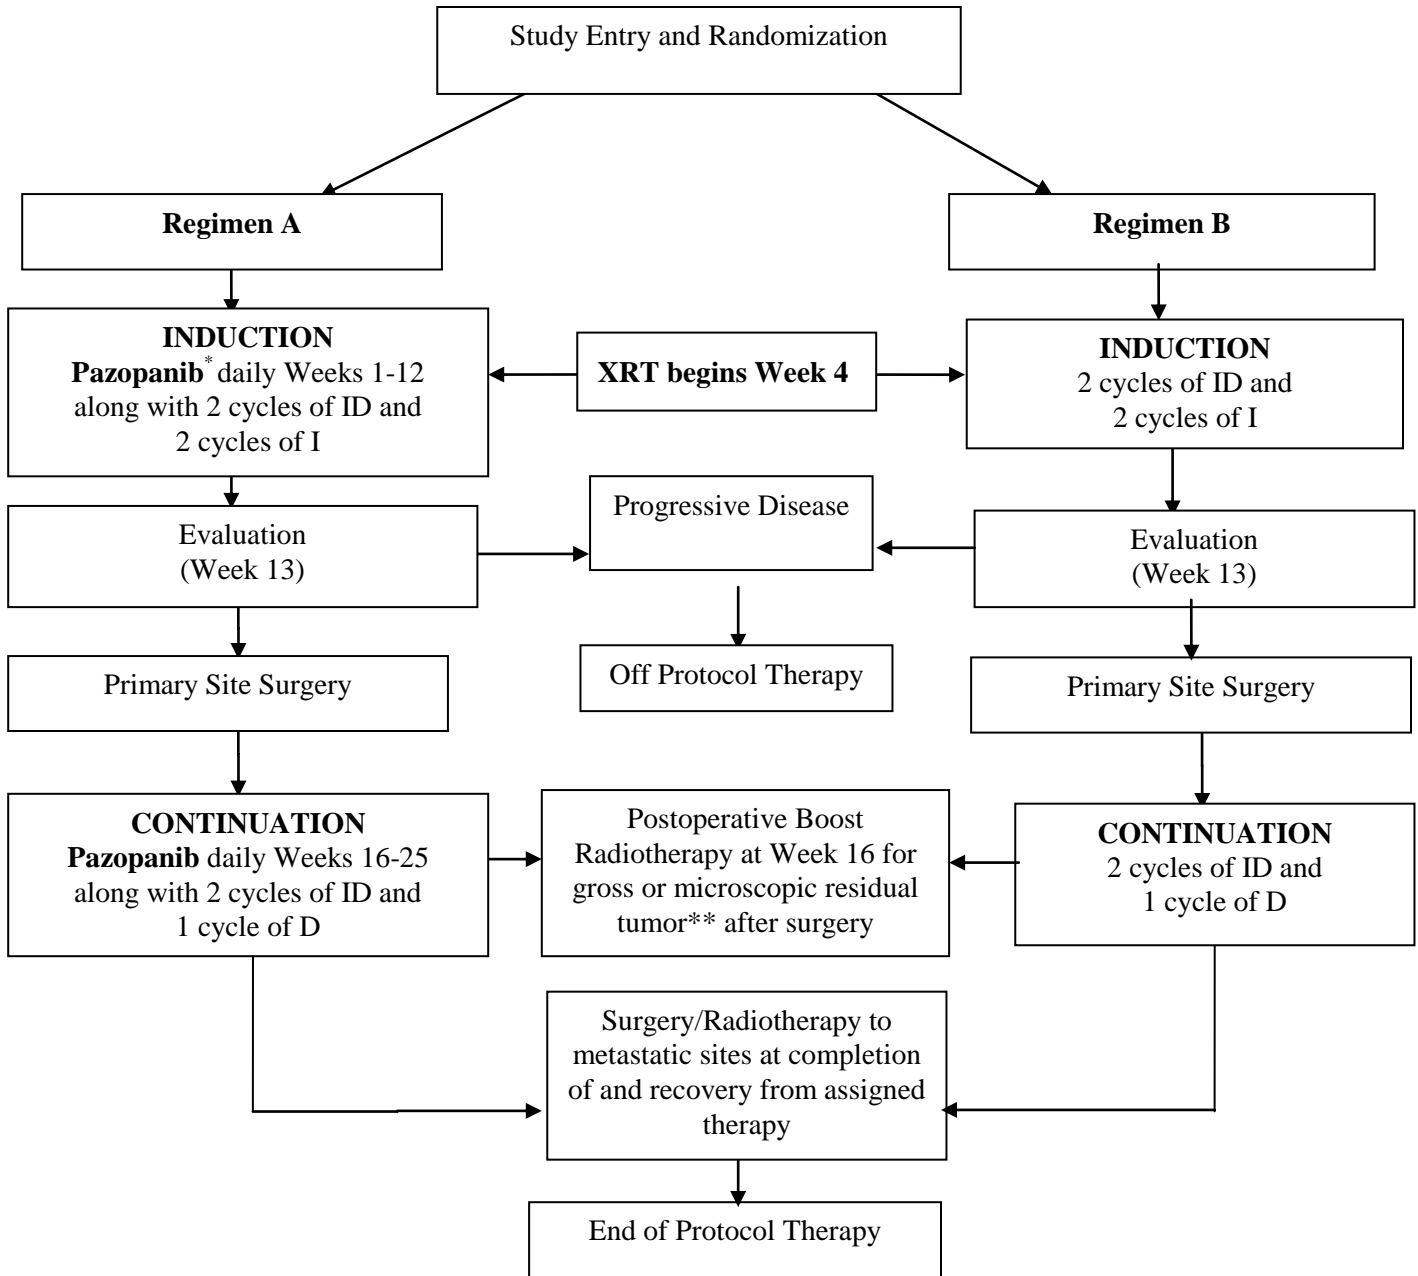 Study Entry and Randomization
Regimen A
Regimen B
INDUCTION
Pazopanib* daily Weeks 1-12
along with 2 cycles of ID and
2 cycles of I
XRT begins Week 4
INDUCTION
2 cycles of ID and
2 cycles of I
Evaluation
(Week 13)
Progressive Disease
Evaluation
(Week 13)
Off Protocol Therapy
Primary Site Surgery
Primary Site Surgery
CONTINUATION
Pazopanib daily Weeks 16-25
along with 2 cycles of ID and
1 cycle of D
Postoperative Boost
Radiotherapy at Week 16 for
gross or microscopic residual
tumor** after surgery
CONTINUATION
2 cycles of ID and
1 cycle of D
Surgery/Radiotherapy to
metastatic sites at completion
of and recovery from assigned
therapy
End of Protocol Therapy